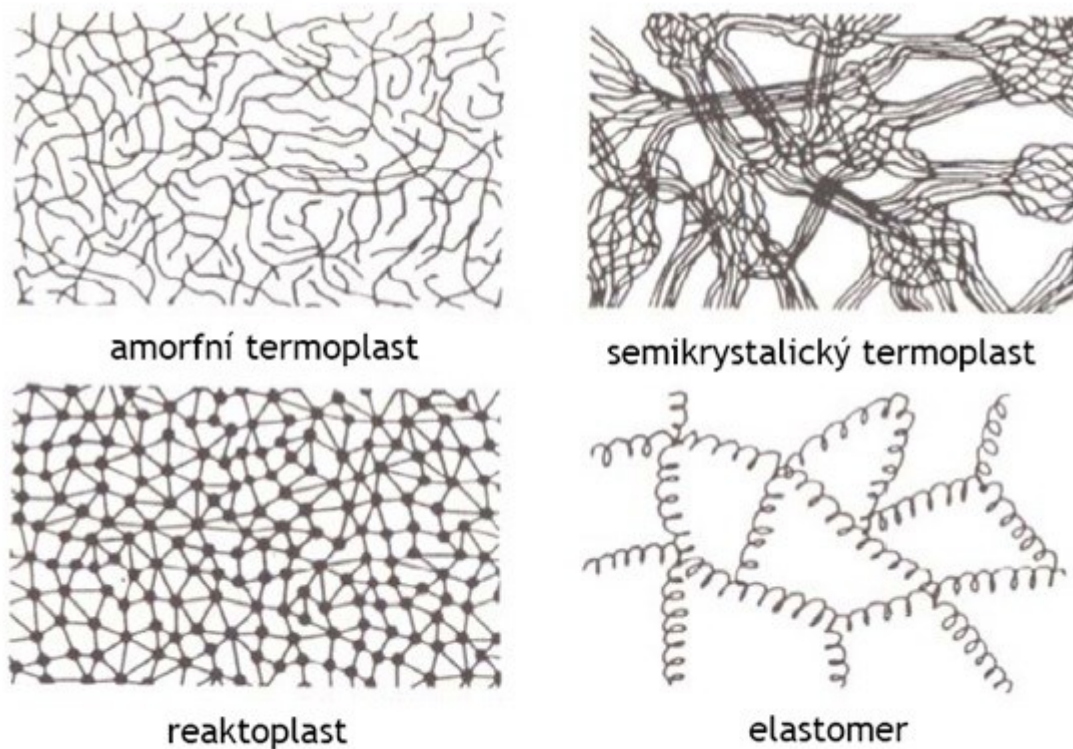 amorfní termoplast
semikrystalický termoplast
reaktoplast
elastomer